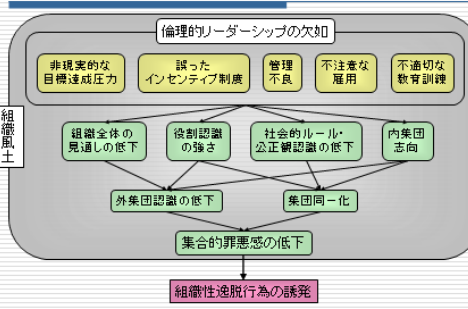 倫理的リーダーシップの欠如
非現実的な
目標達成圧力
誤った
インセンティブ制度
管理
不良
不注意な
雇用
不適切な
教育訓練
組織風土
組織全体の
見通しの低下
役割認識
の強さ
社会的ルール・
公正観認識の低下
内集団
志向
外集団認識の低下
集団同一化
集合的罪悪感の低下
組織性逸脱行為の誘発